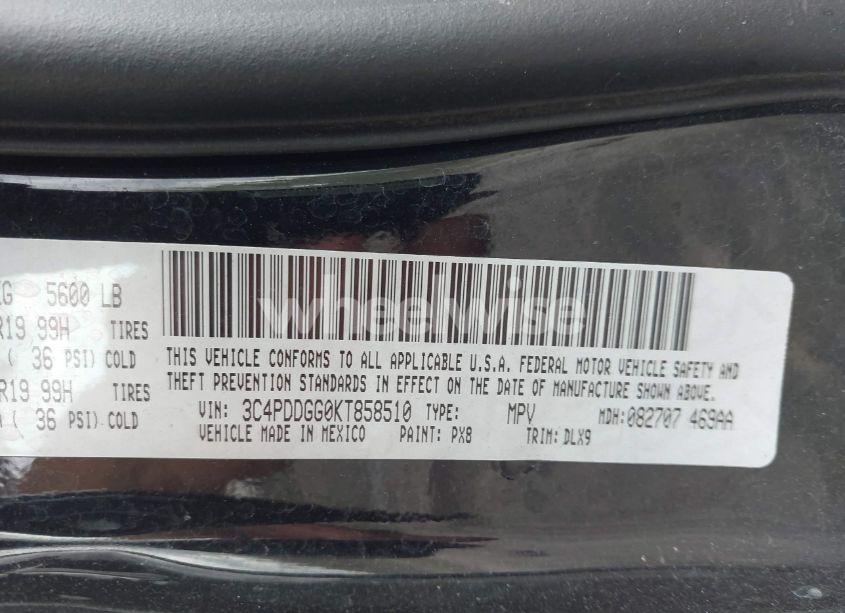 5600 LB
R19 99H TIRES
( 36 PSI) COLD
R19 99H TIRES
( 36 PSI) COLD
wheelwise
THIS VEHICLE CONFORMS TO ALL APPLICABLE U.S.A. FEDERAL MOTOR VEHICLE SAFETY AND
THEFT PREVENTION STANDARDS IN EFFECT ON THE DATE OF MANUFACTURE SHOWN ABOVE.
VIN: 3C4PDDGG0KT858510 TYPE: MPV MDH:082707 469AA
VEHICLE MADE IN MEXICO PAINT: PX8 TRIM: DLX9